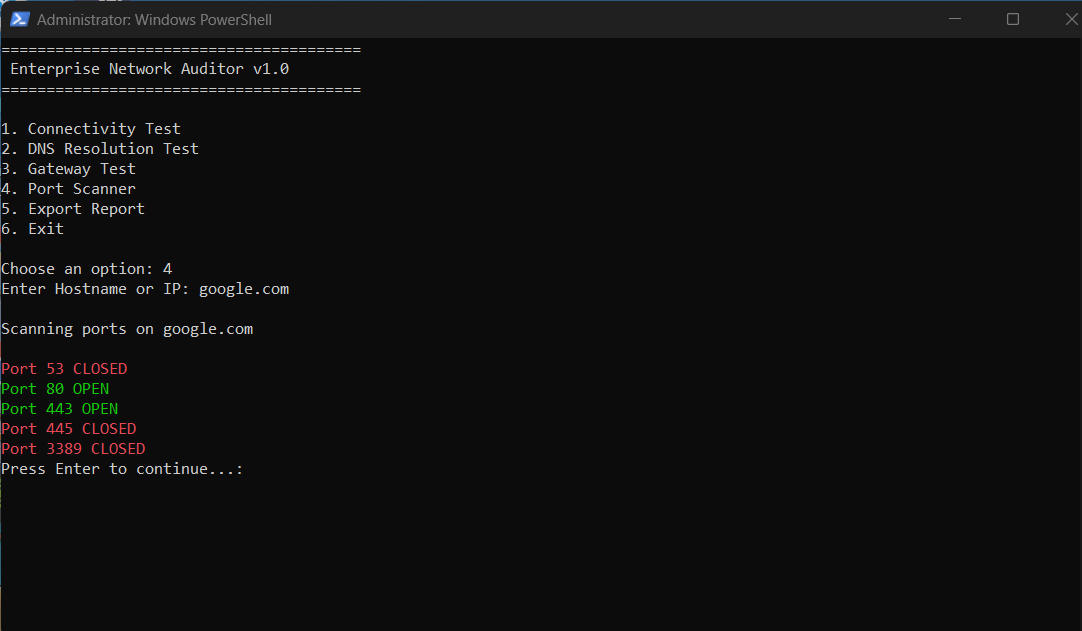 Administrator: Windows PowerShell
========================================
Enterprise Network Auditor v1.0
========================================
1. Connectivity Test
2. DNS Resolution Test
3. Gateway Test
4. Port Scanner
5. Export Report
6. Exit
Choose an option: 4
Enter Hostname or IP: google.com
Scanning ports on google.com
Port 53 CLOSED
Port 80 OPEN
Port 443 OPEN
Port 445 CLOSED
Port 3389 CLOSED
Press Enter to continue...: